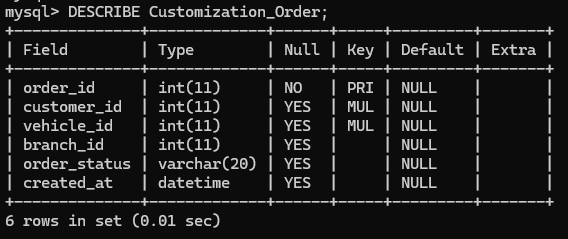 mysql> DESCRIBE Customization_Order;
+--------------+-------------+------+-----+---------+-------+
| Field        | Type        | Null | Key | Default | Extra |
+--------------+-------------+------+-----+---------+-------+
| order_id     | int(11)     | NO   | PRI | NULL    |       |
| customer_id  | int(11)     | YES  | MUL | NULL    |       |
| vehicle_id   | int(11)     | YES  | MUL | NULL    |       |
| branch_id    | int(11)     | YES  |     | NULL    |       |
| order_status | varchar(20) | YES  |     | NULL    |       |
| created_at   | datetime    | YES  |     | NULL    |       |
+--------------+-------------+------+-----+---------+-------+
6 rows in set (0.01 sec)